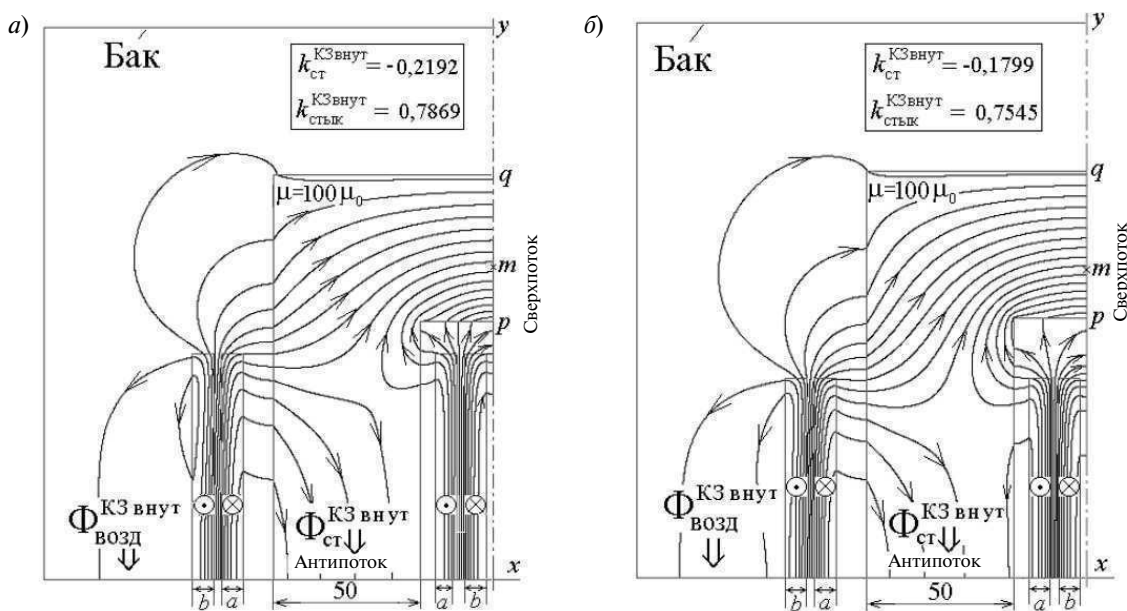 а)
y
Бак
k_ст^КЗвнут = -0,2192
k_стык^КЗвнут = 0,7869
q
μ=100μ₀
m
Сверхпоток
p
Φ_возд^КЗ внут
Φ_ст^КЗ внут
Антипоток
x
b a 50 a b
б)
y
Бак
k_ст^КЗвнут = -0,1799
k_стык^КЗвнут = 0,7545
q
μ=100μ₀
m
Сверхпоток
p
Φ_возд^КЗ внут
Φ_ст^КЗ внут
Антипоток
x
b a 50 a b